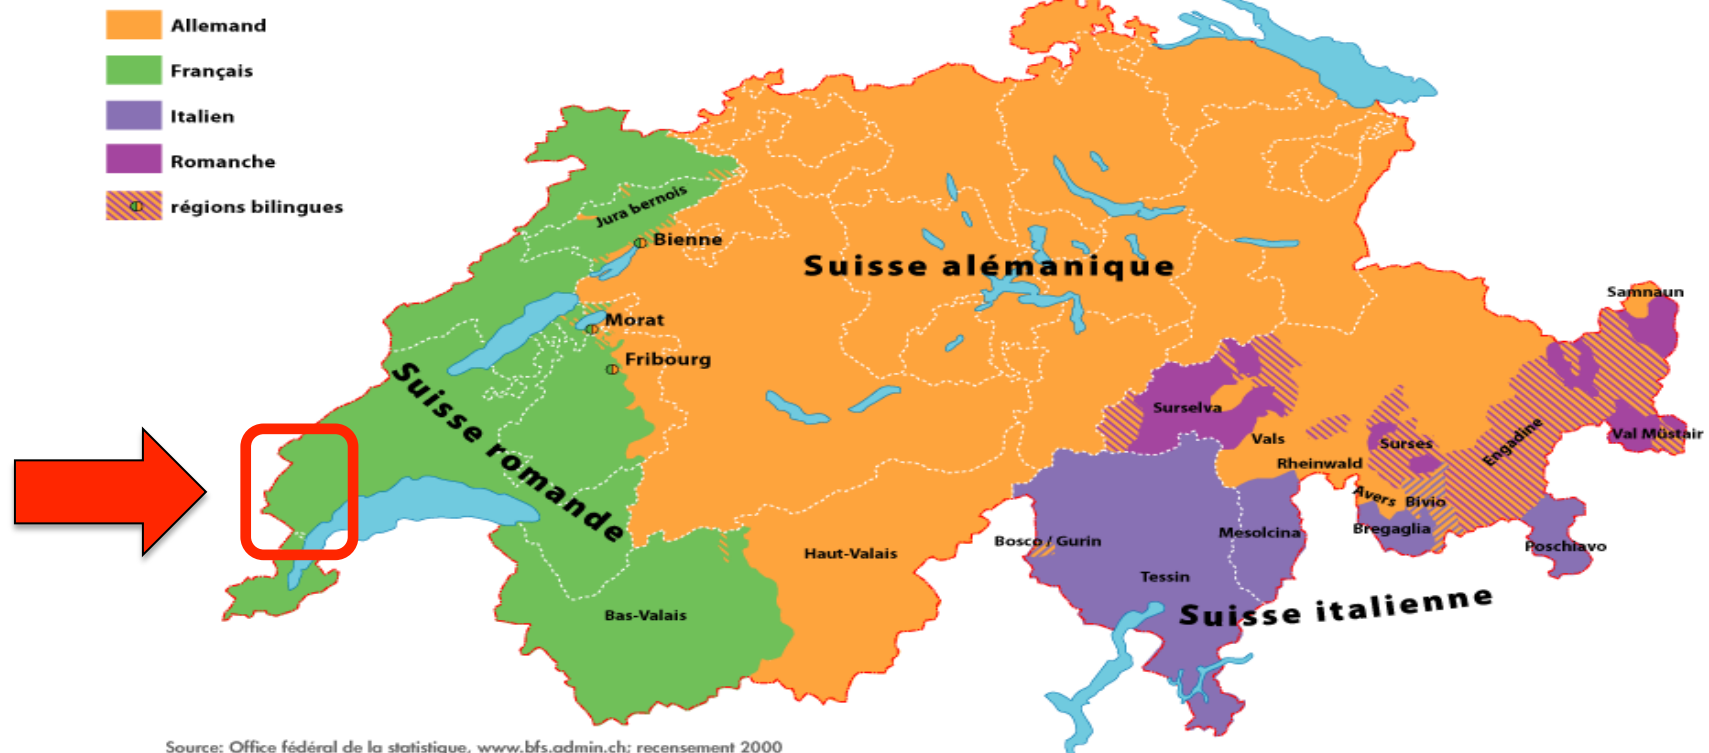 Allemand
Français
Italien
Romanche
régions bilingues
Jura bernois
Bienne
Suisse alémanique
Samnaun
Morat
Fribourg
Suisse romande
Surselva
Vals
Surses
Engadine
Val Müstair
Rheinwald
Avers
Bivio
Bregaglia
Mesolcina
Bosco / Gurin
Haut-Valais
Poschiavo
Tessin
Suisse italienne
Bas-Valais
Source: Office fédéral de la statistique, www.bfs.admin.ch; recensement 2000